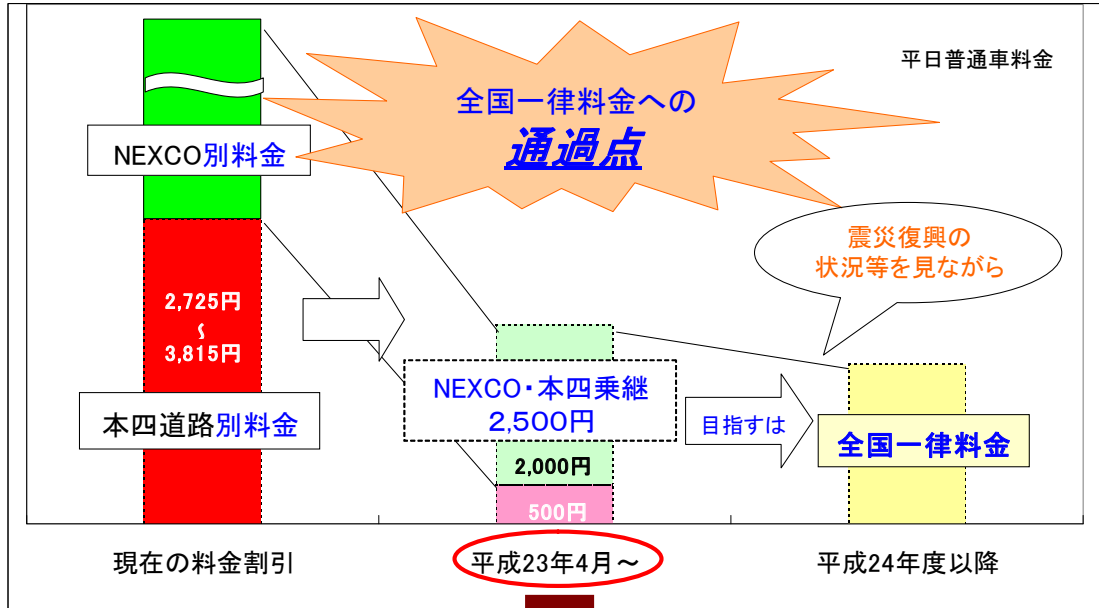 平日普通車料金
全国一律料金への
通過点
NEXCO別料金
震災復興の
状況等を見ながら
2,725円
～
3,815円
本四道路別料金
NEXCO・本四乗継
2,500円
目指すは
全国一律料金
2,000円
500円
現在の料金割引
平成23年4月～
平成24年度以降